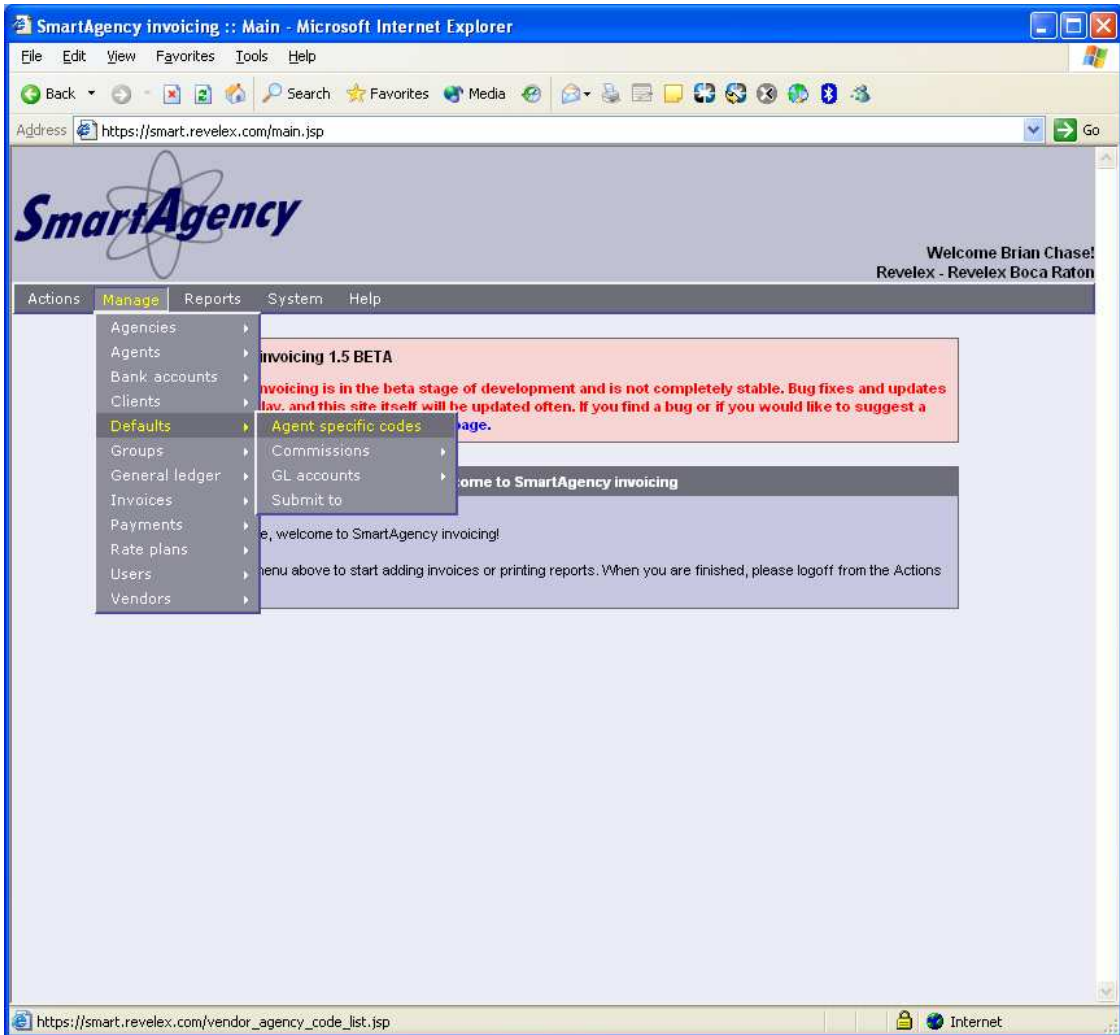 SmartAgency invoicing :: Main - Microsoft Internet Explorer
File Edit View Favorites Tools Help
Back Search Favorites Media
Address https://smart.revelex.com/main.jsp Go
SmartAgency
Welcome Brian Chase!
Revelex - Revelex Boca Raton
Actions Manage Reports System Help
Agencies
Agents
Bank accounts
Clients
Defaults
Groups
General ledger
Invoices
Payments
Rate plans
Users
Vendors
Agent specific codes
Commissions
GL accounts
Submit to
invoicing 1.5 BETA
nvoicing is in the beta stage of development and is not completely stable. Bug fixes and updates
day, and this site itself will be updated often. If you find a bug or if you would like to suggest a
page.
ome to SmartAgency invoicing
e, welcome to SmartAgency invoicing!
enu above to start adding invoices or printing reports. When you are finished, please logoff from the Actions
https://smart.revelex.com/vendor_agency_code_list.jsp Internet